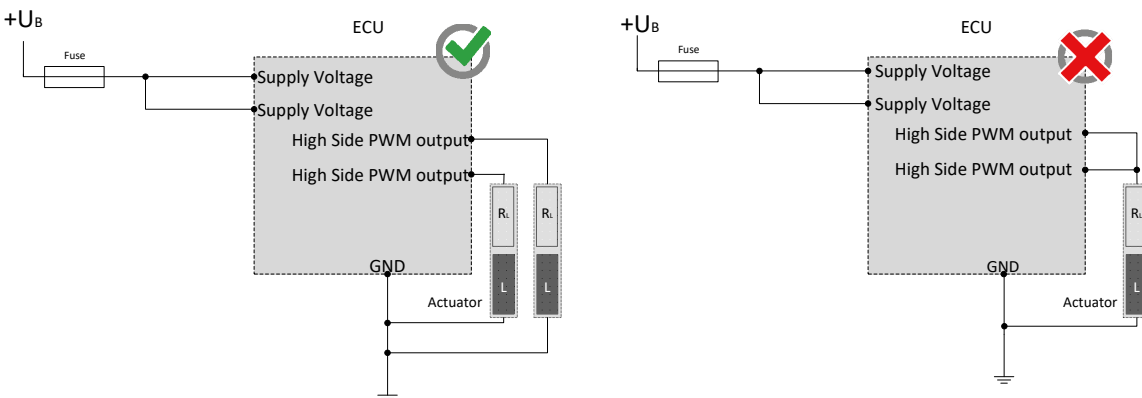 +UB
ECU
Fuse
Supply Voltage
Supply Voltage
High Side PWM output
High Side PWM output
RL
RL
GND
L
L
Actuator
+UB
ECU
Fuse
Supply Voltage
Supply Voltage
High Side PWM output
High Side PWM output
RL
GND
L
Actuator